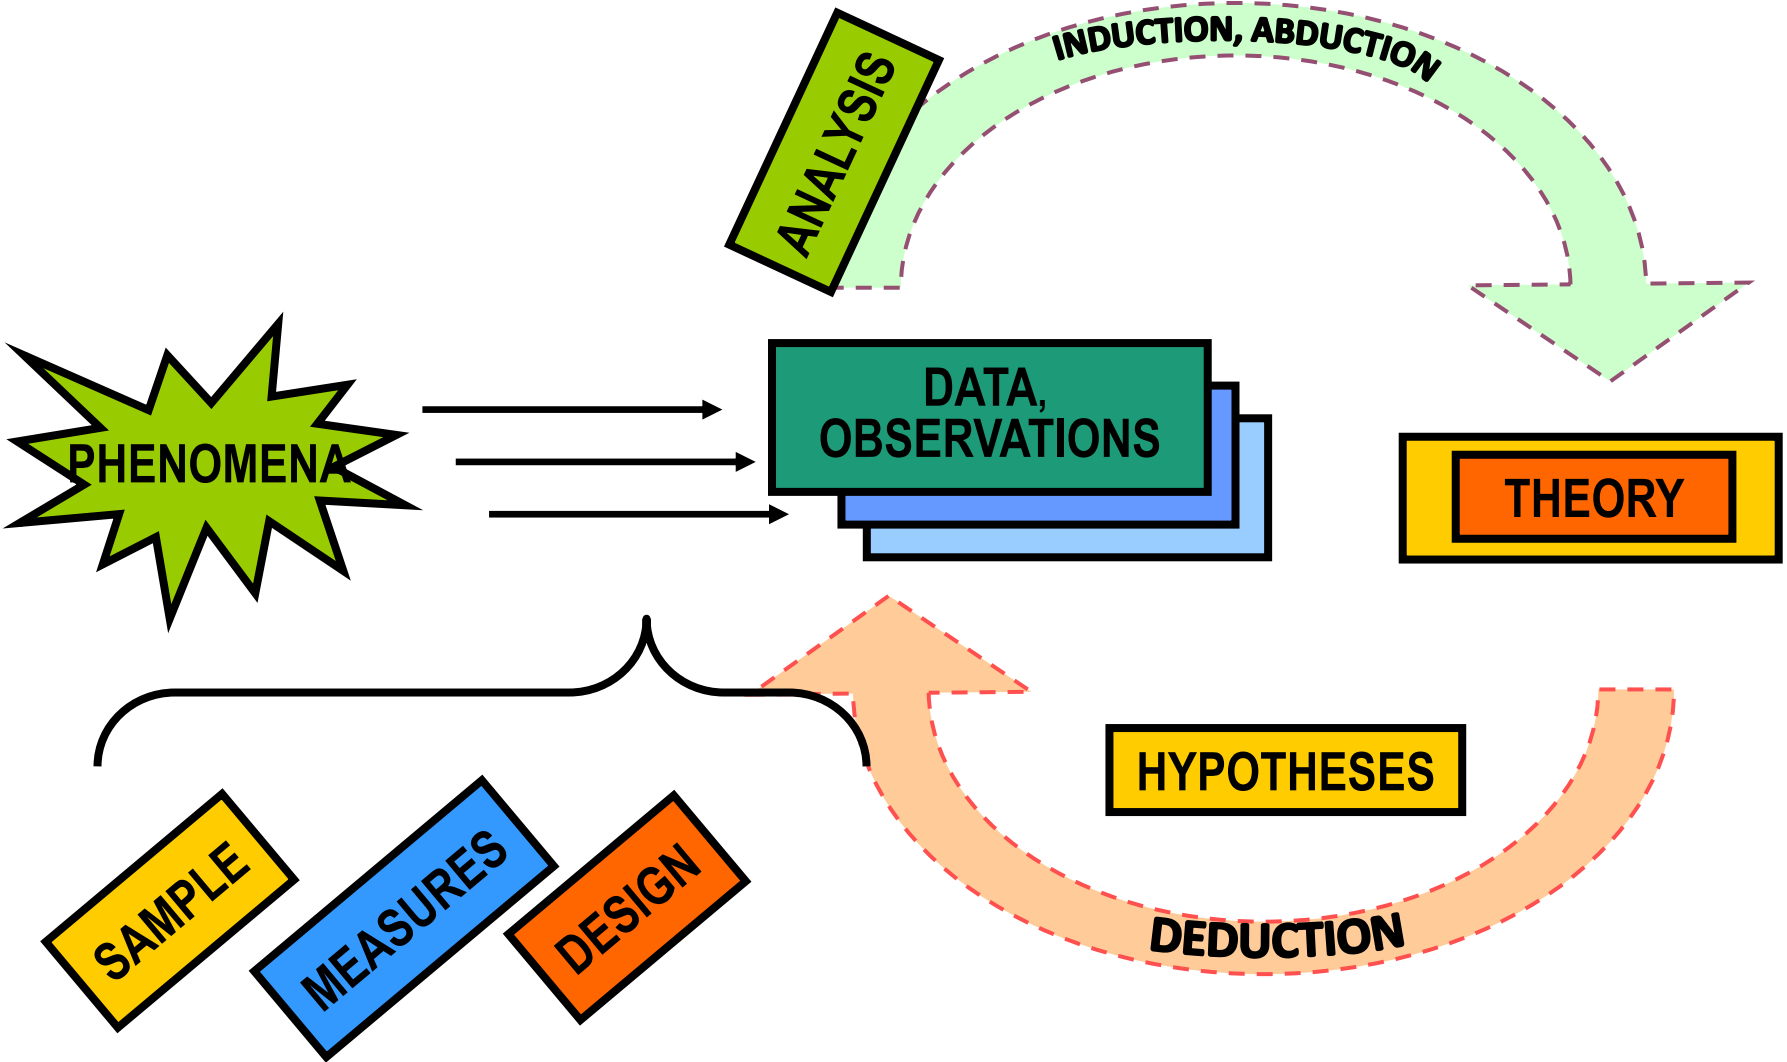 INDUCTION, ABDUCTION
ANALYSIS
PHENOMENA
DATA,
OBSERVATIONS
THEORY
HYPOTHESES
SAMPLE
MEASURES
DESIGN
DEDUCTION